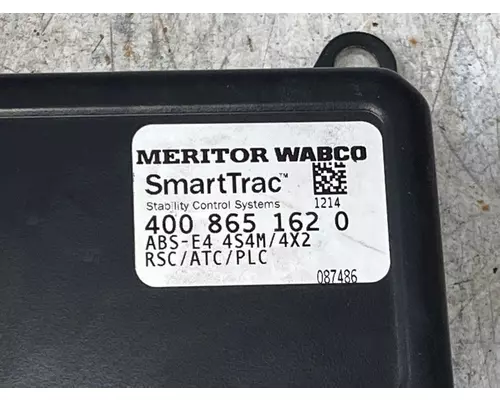 MERITOR WABCO
SmartTrac™
Stability Control Systems
1214
400 865 162 0
ABS-E4 4S4M/4X2
RSC/ATC/PLC
087486